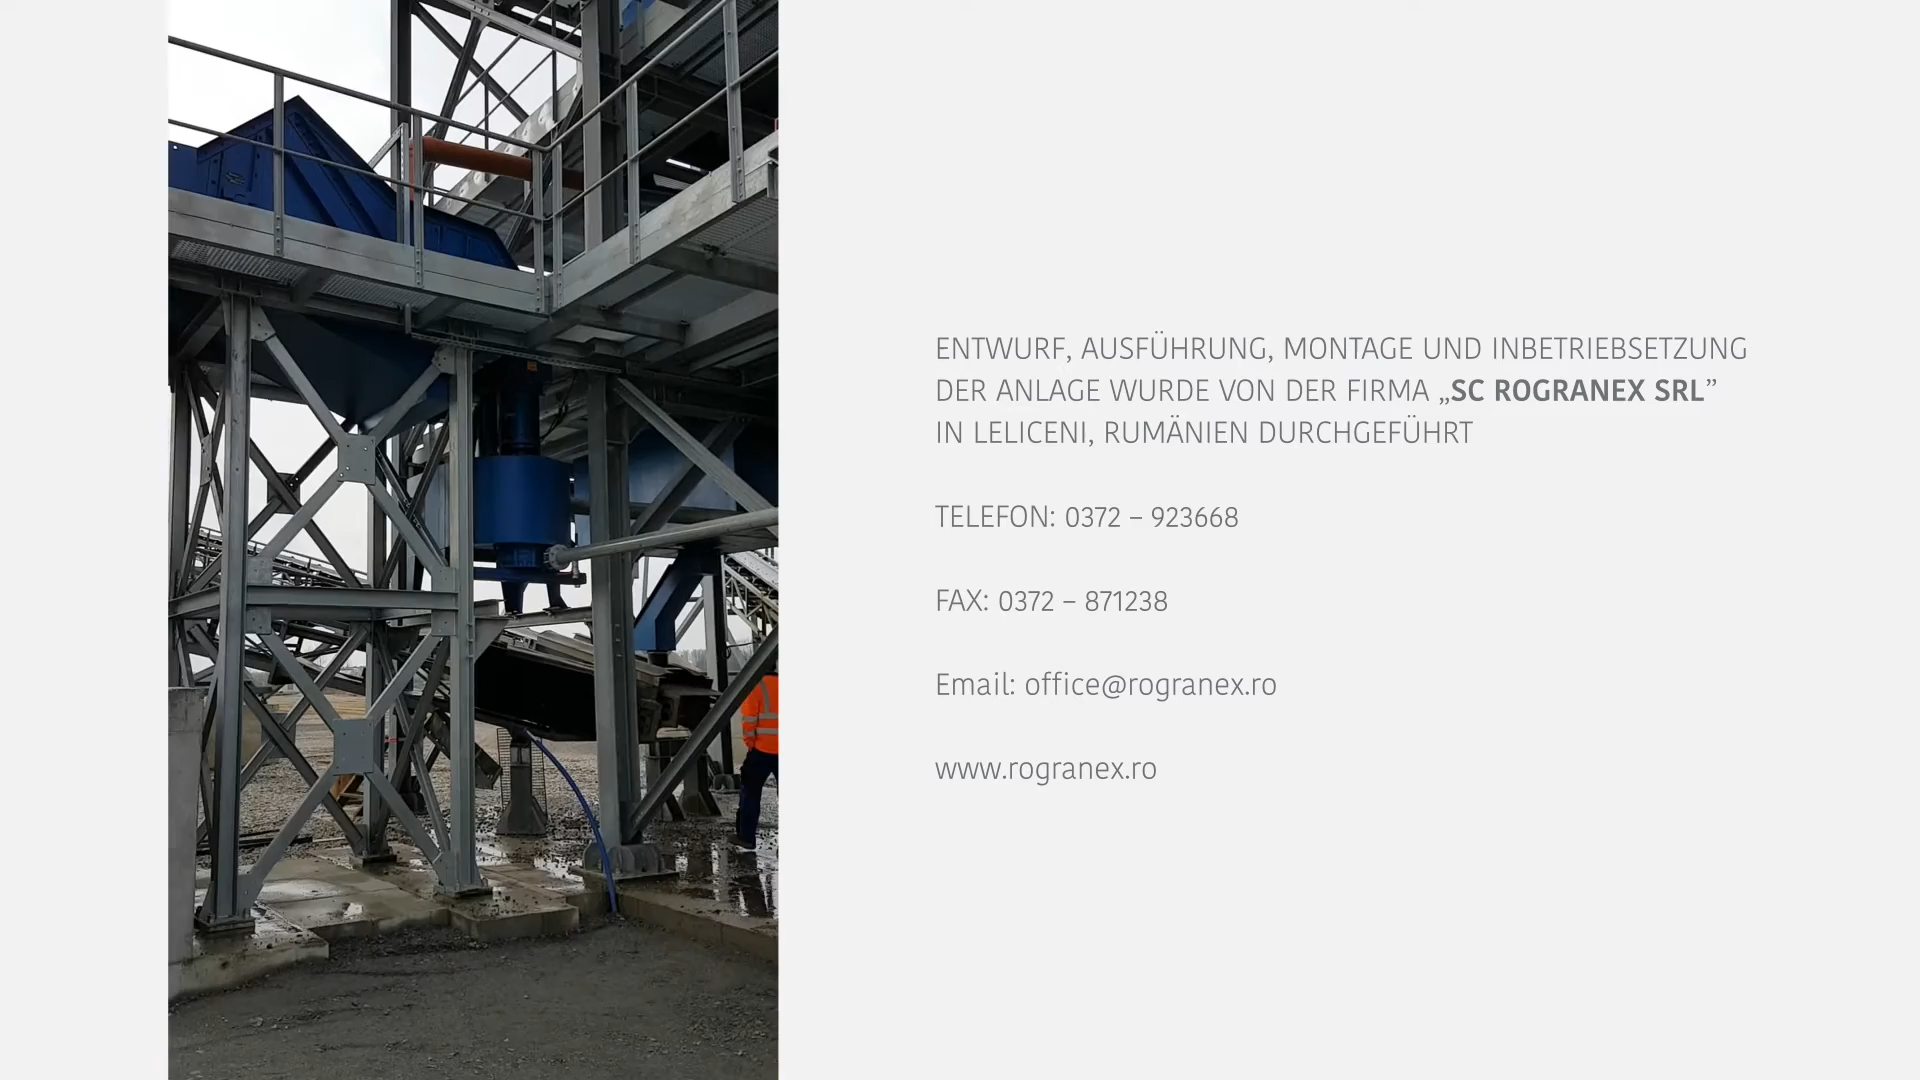 ENTWURF, AUSFÜHRUNG, MONTAGE UND INBETRIEBSETZUNG
DER ANLAGE WURDE VON DER FIRMA „SC ROGRANEX SRL”
IN LELICENI, RUMÄNIEN DURCHGEFÜHRT
TELEFON: 0372 – 923668
FAX: 0372 – 871238
Email: office@rogranex.ro
www.rogranex.ro